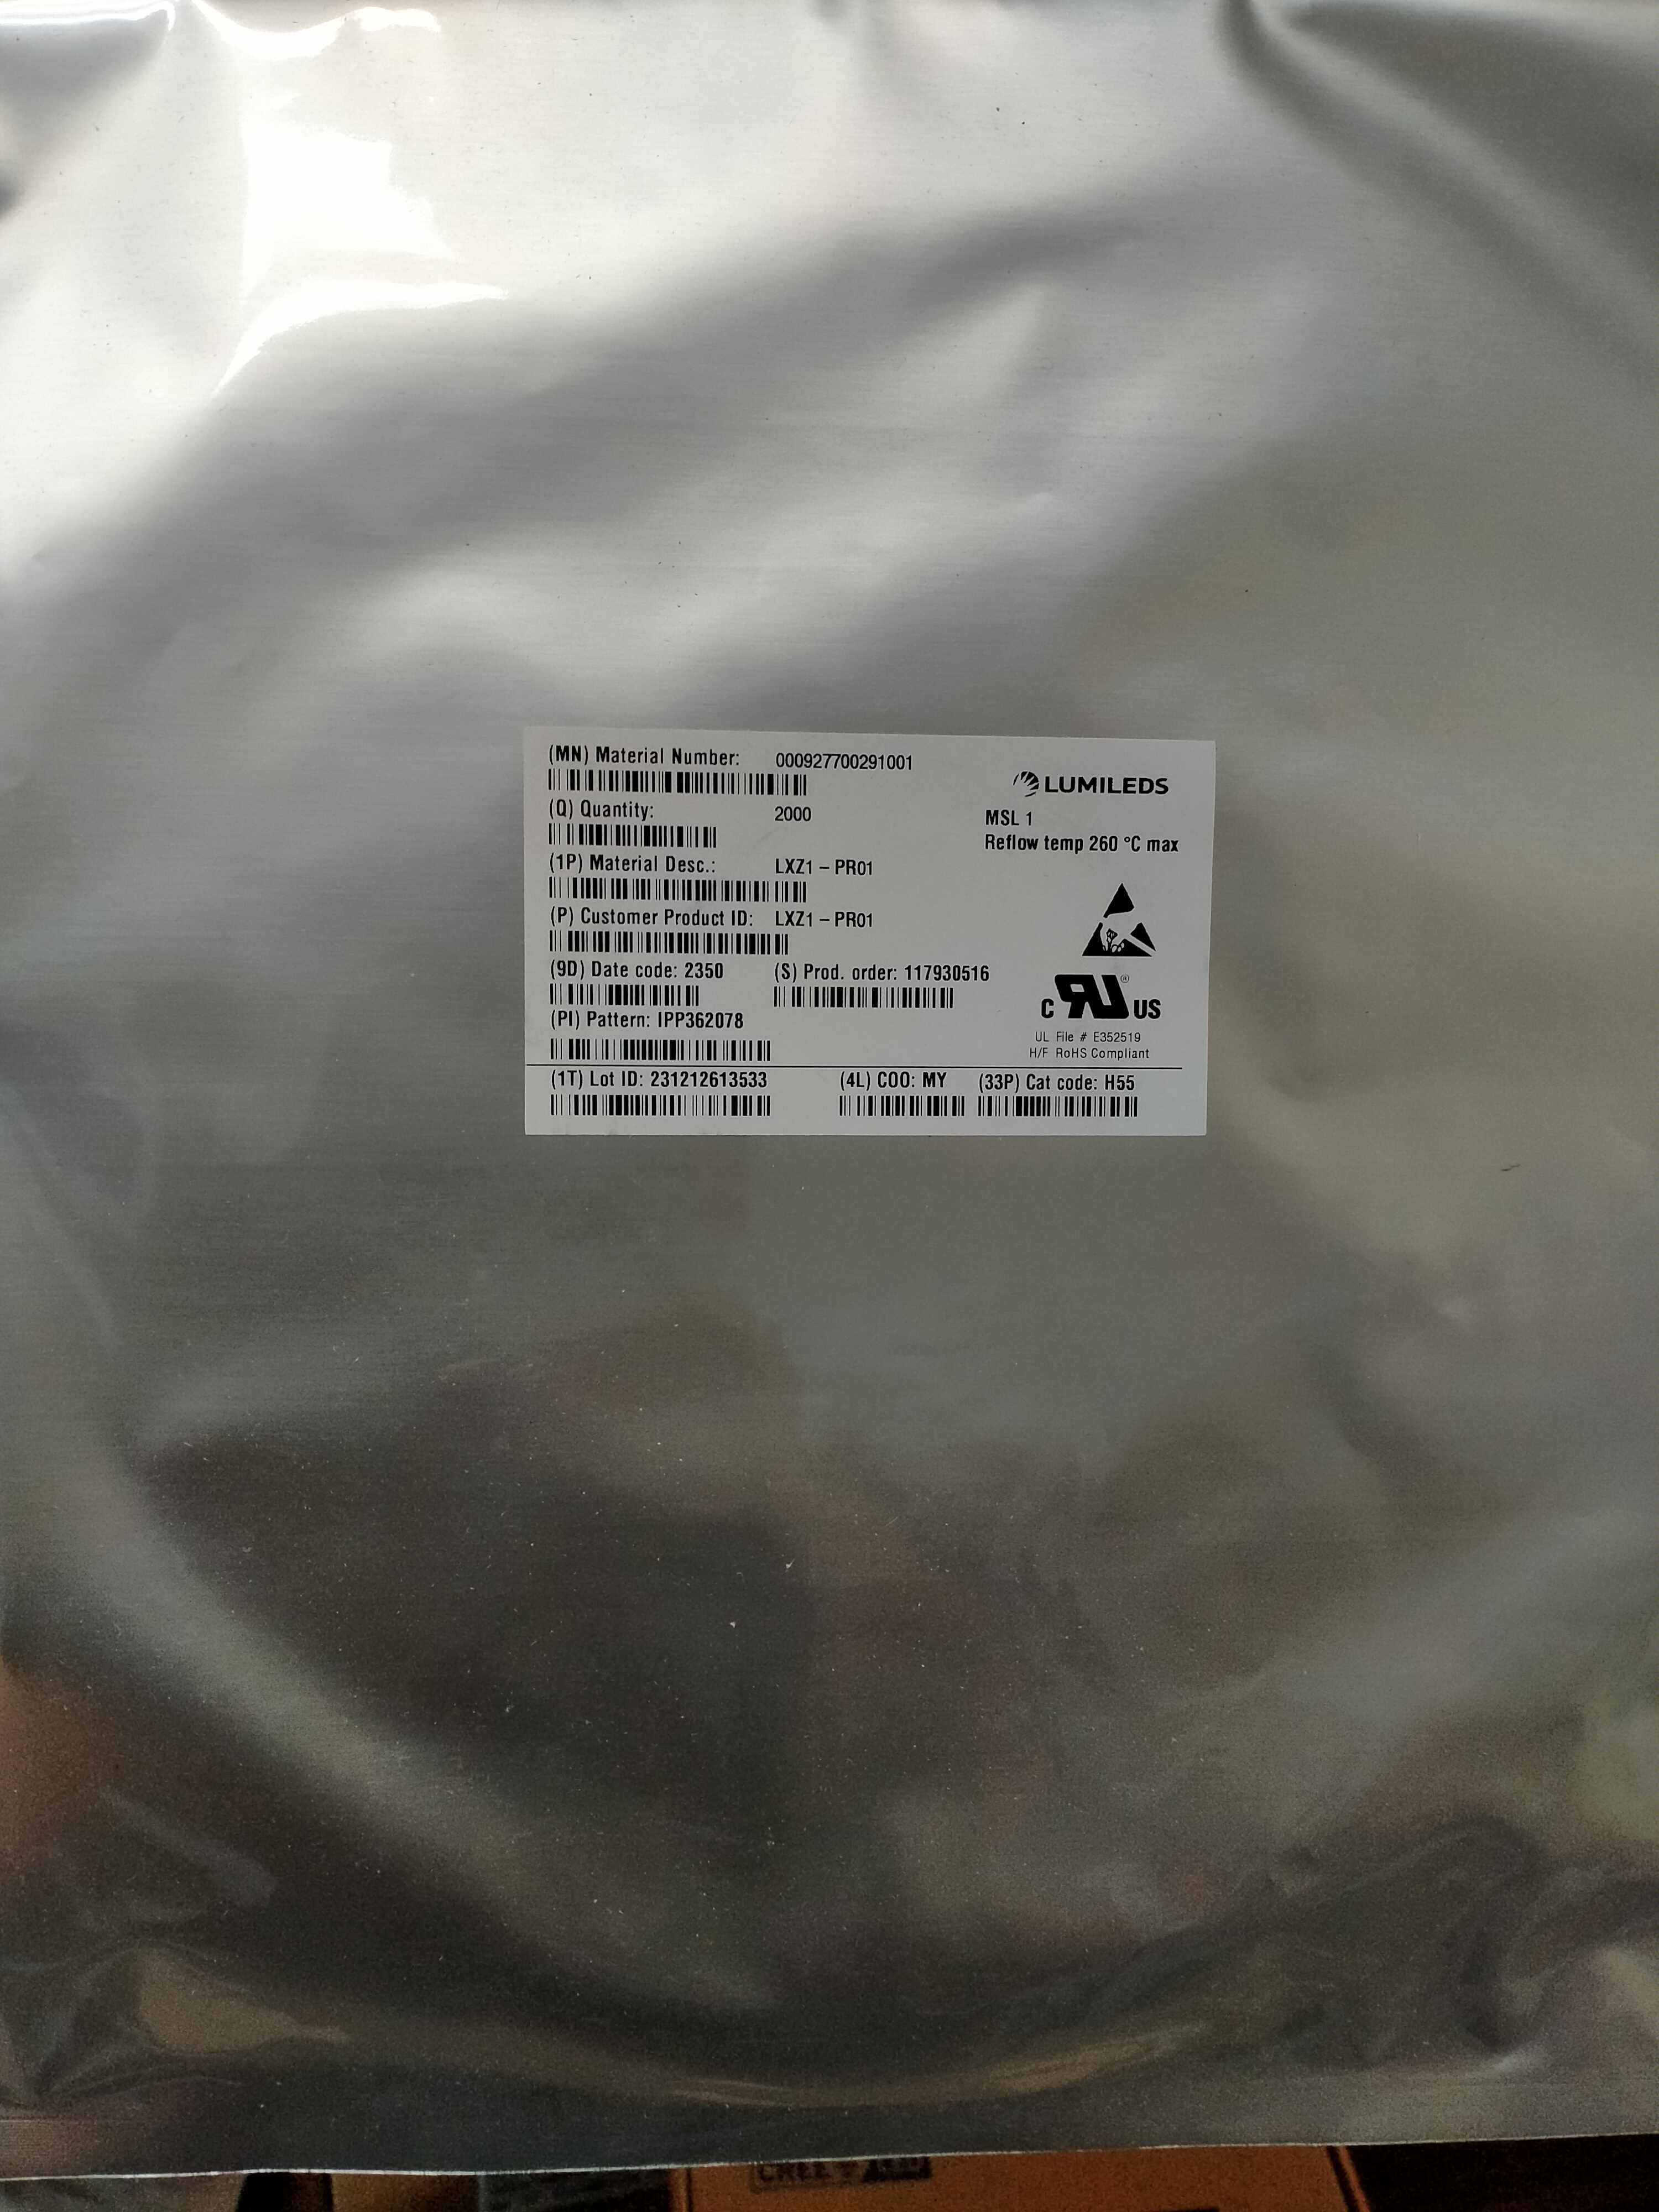 (MN) Material Number: 000927700291001
LUMILEDS
(Q) Quantity: 2000
MSL 1
Reflow temp 260 °C max
(1P) Material Desc.: LXZ1 – PR01
(P) Customer Product ID: LXZ1 – PR01
(9D) Date code: 2350 (S) Prod. order: 117930516
C RU ® US
(PI) Pattern: IPP362078
UL File # E352519
H/F RoHS Compliant
(1T) Lot ID: 231212613533 (4L) COO: MY (33P) Cat code: H55